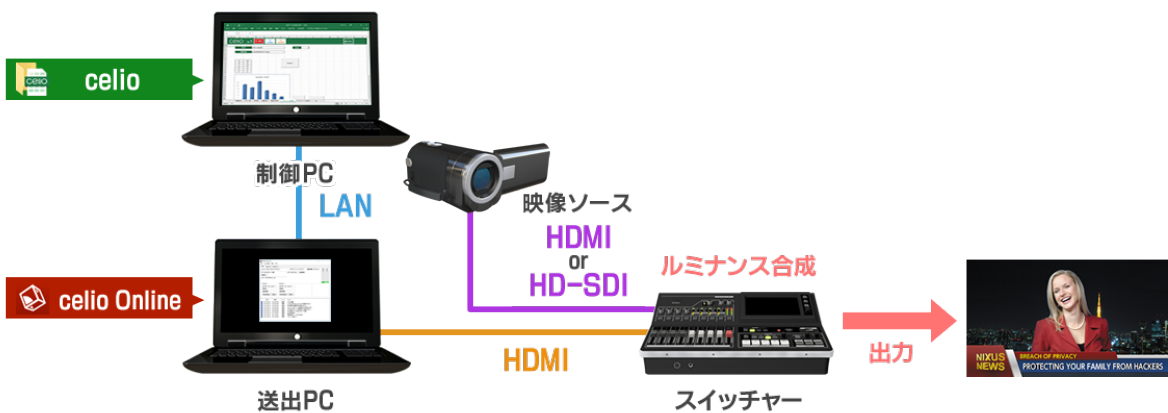 celio
celio
制御PC
LAN
映像ソース
HDMI
or
HD-SDI
celio Online
送出PC
HDMI
ルミナンス合成
スイッチャー
出力
NIXUS
NEWS
BREACH OF PRIVACY
PROTECTING YOUR FAMILY FROM HACKERS